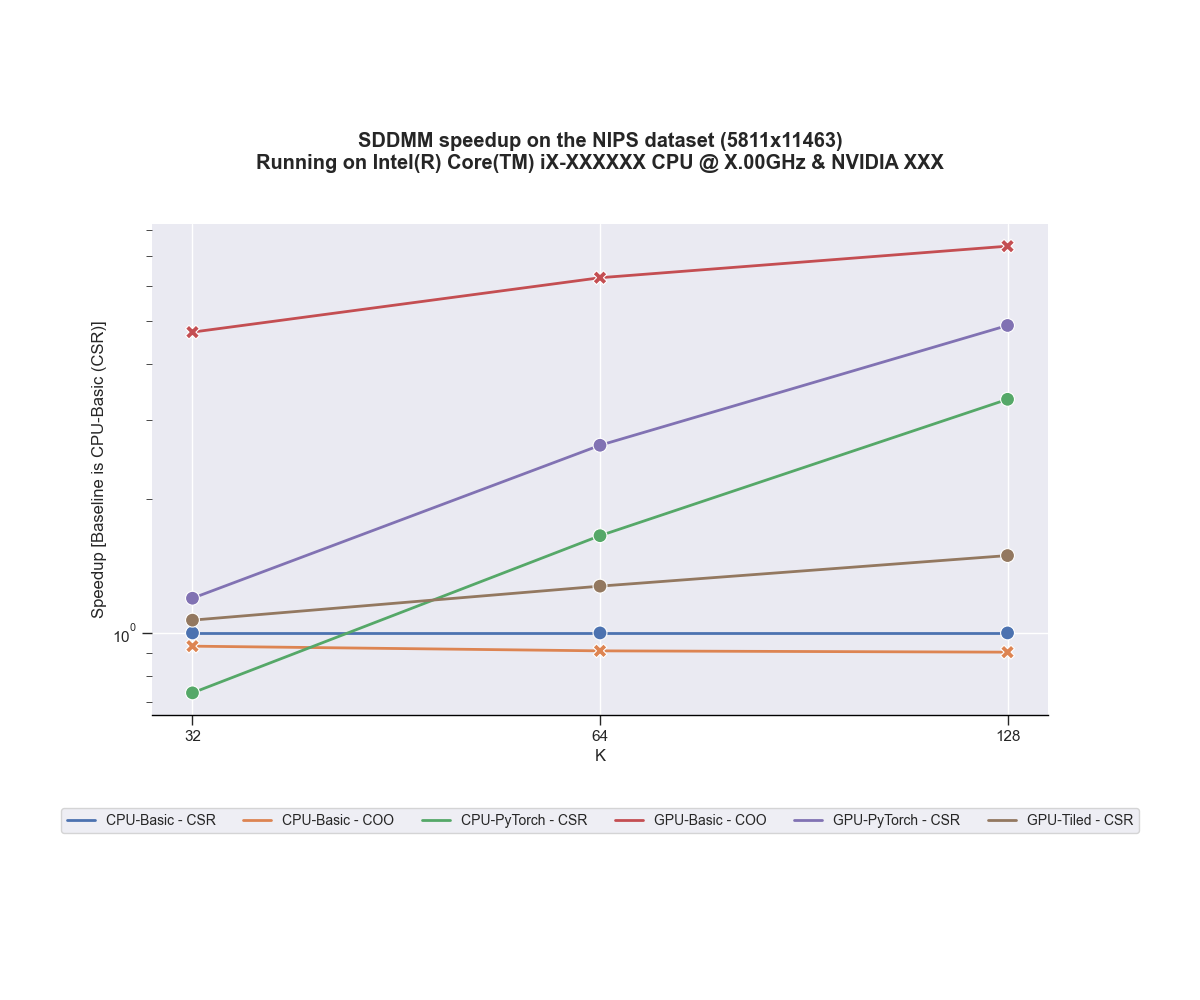 SDDMM speedup on the NIPS dataset (5811x11463)
Running on Intel(R) Core(TM) iX-XXXXXX CPU @ X.00GHz & NVIDIA XXX
Speedup [Baseline is CPU-Basic (CSR)]
10^0
32 64 128
K
CPU-Basic - CSR CPU-Basic - COO CPU-PyTorch - CSR GPU-Basic - COO GPU-PyTorch - CSR GPU-Tiled - CSR